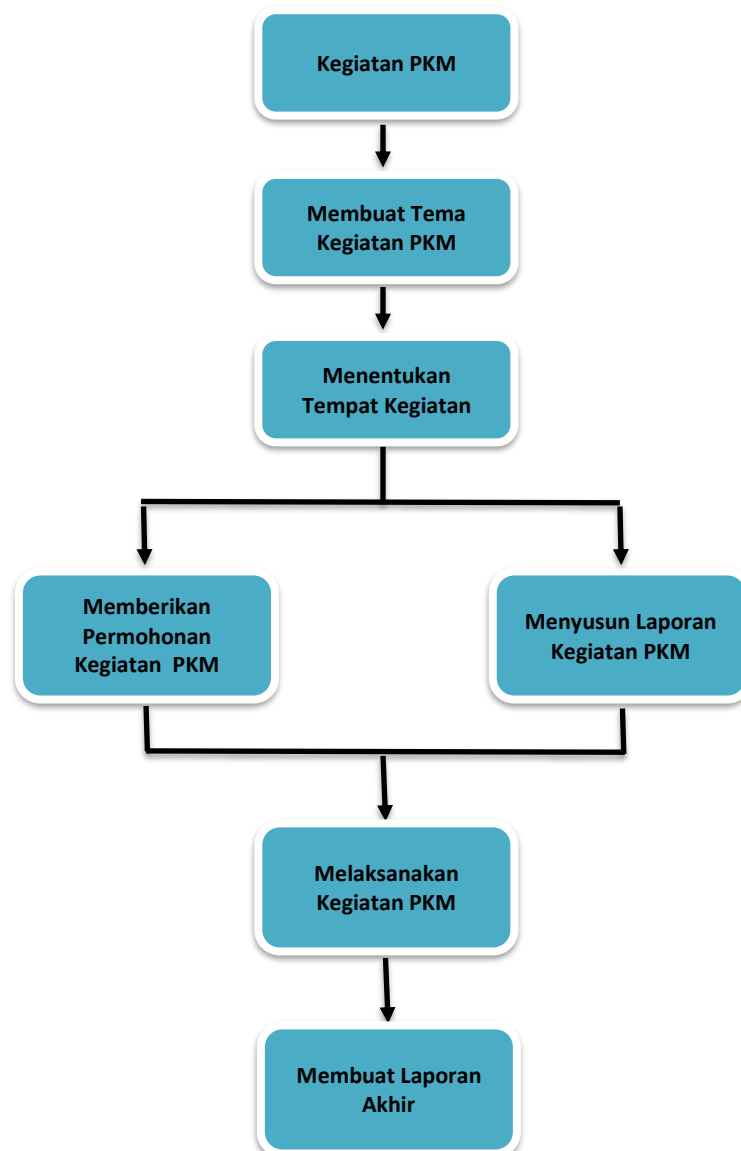 Kegiatan PKM
Membuat Tema
Kegiatan PKM
Menentukan
Tempat Kegiatan
Memberikan
Permohonan
Kegiatan  PKM
Menyusun Laporan
Kegiatan PKM
Melaksanakan
Kegiatan PKM
Membuat Laporan
Akhir